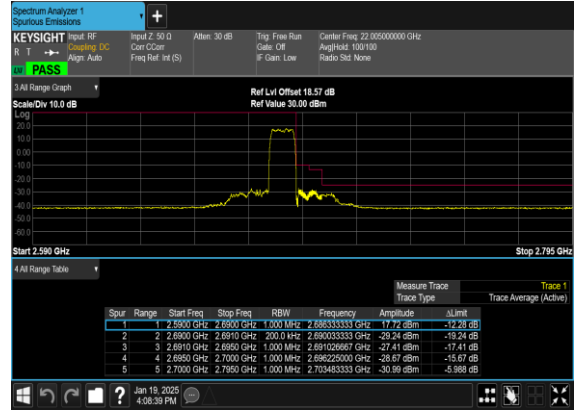 Spectrum Analyzer 1
Spurious Emissions
+
KEYSIGHT Input: RF Input Z: 50 Ω Atten: 30 dB Trig: Free Run Center Freq: 22.005000000 GHz
R T Coupling: DC Corr CCorr Gate: Off Avg|Hold: 100/100
Align: Auto Freq Ref: Int (S) IF Gain: Low Radio Std: None
PASS
3 All Range Graph
Ref Lvl Offset 18.57 dB
Scale/Div 10.0 dB Ref Value 30.00 dBm
Log
20.0
10.0
0.00
-10.0
-20.0
-30.0
-40.0
-50.0
-60.0
Start 2.590 GHz Stop 2.795 GHz
4 All Range Table
Measure Trace Trace 1
Trace Type Trace Average (Active)
Spur Range Start Freq Stop Freq RBW Frequency Amplitude ΔLimit
1 1 2.5900 GHz 2.6900 GHz 1.000 MHz 2.686333333 GHz 17.72 dBm -12.28 dB
2 2 2.6900 GHz 2.6910 GHz 200.0 kHz 2.690033333 GHz -29.24 dBm -19.24 dB
3 3 2.6910 GHz 2.6950 GHz 1.000 MHz 2.691026667 GHz -27.41 dBm -17.41 dB
4 4 2.6950 GHz 2.7000 GHz 1.000 MHz 2.696225000 GHz -28.67 dBm -15.67 dB
5 5 2.7000 GHz 2.7950 GHz 1.000 MHz 2.703483333 GHz -30.99 dBm -5.988 dB
? Jan 19, 2025
4:08:39 PM